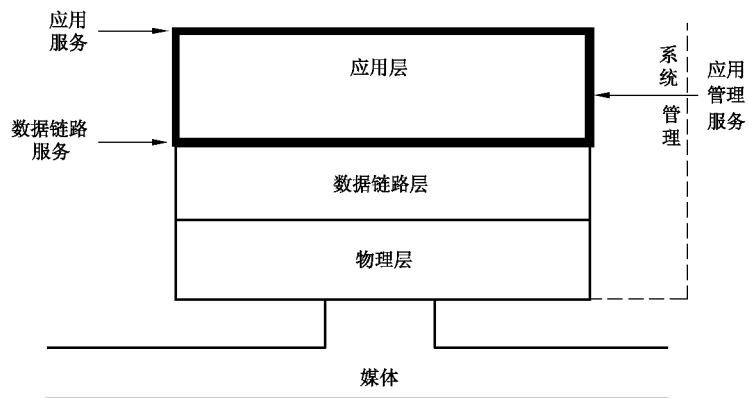 应用
服务
应用层
系统
管理
应用
管理
服务
数据链路
服务
数据链路层
物理层
媒体